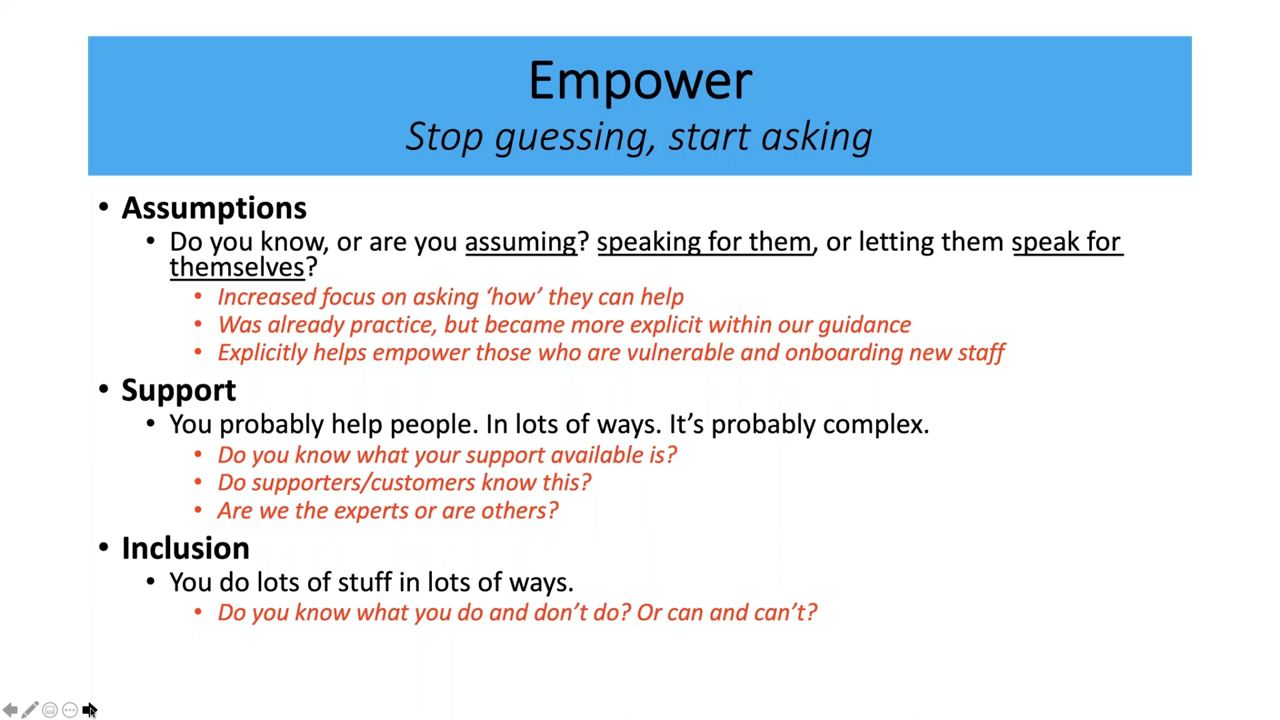 Empower
Stop guessing, start asking
• Assumptions
• Do you know, or are you assuming? speaking for them, or letting them speak for
themselves?
• Increased focus on asking ‘how’ they can help
• Was already practice, but became more explicit within our guidance
• Explicitly helps empower those who are vulnerable and onboarding new staff
• Support
• You probably help people. In lots of ways. It’s probably complex.
• Do you know what your support available is?
• Do supporters/customers know this?
• Are we the experts or are others?
• Inclusion
• You do lots of stuff in lots of ways.
• Do you know what you do and don’t do? Or can and can’t?